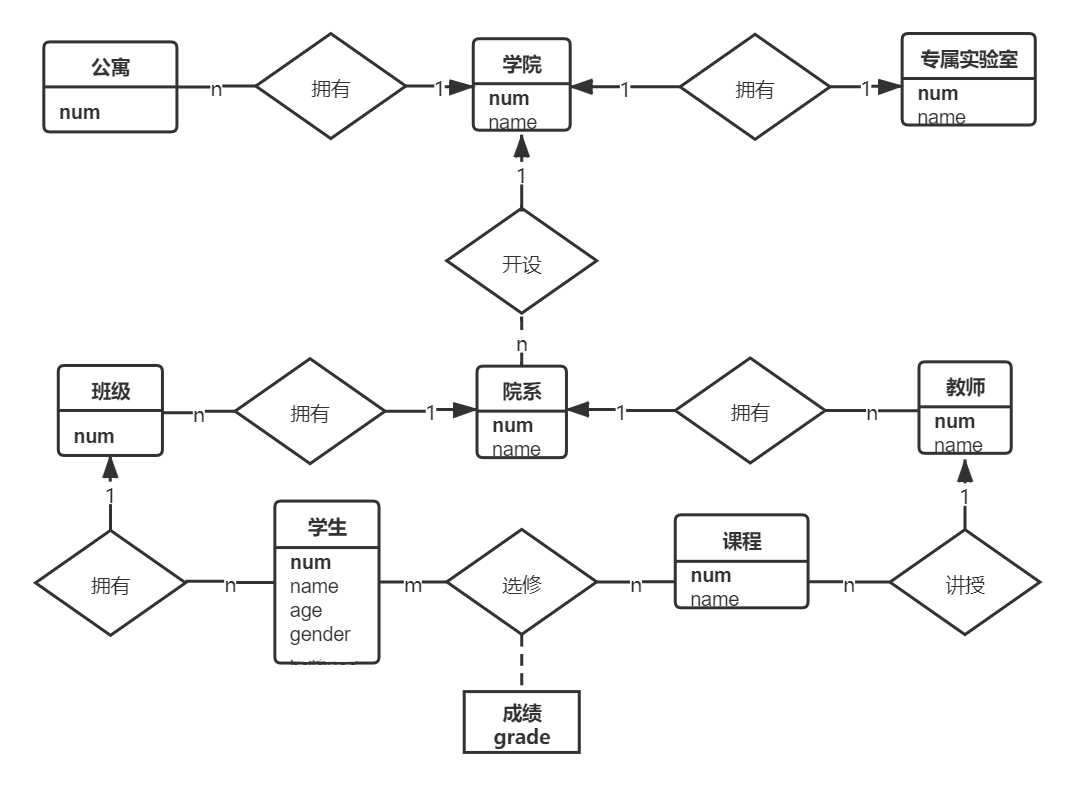 公寓
num
n
拥有
1
学院
num
name
1
拥有
1
专属实验室
num
name
1
开设
n
班级
num
n
拥有
1
院系
num
name
1
拥有
n
教师
num
name
1
拥有
n
学生
num
name
age
gender
m
选修
n
课程
num
name
n
讲授
1
成绩
grade